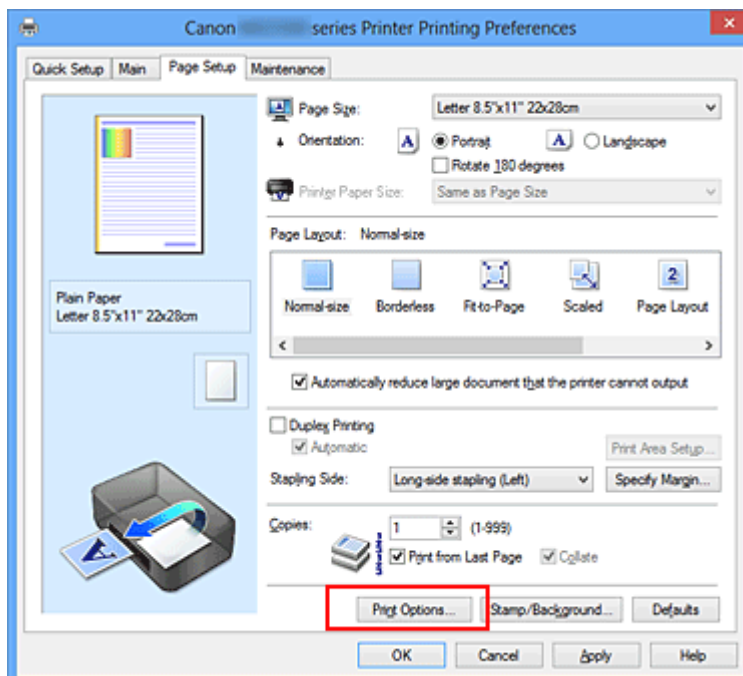 Canon series Printer Printing Preferences
Quick Setup Main Page Setup Maintenance
Page Size: Letter 8.5"x11" 22x28cm
Orientation: A Portrait A Landscape
Rotate 180 degrees
Printer Paper Size: Same as Page Size
Page Layout: Normal-size
2
Normal-size Borderless Fit-to-Page Scaled Page Layout
Plain Paper
Letter 8.5"x11" 22x28cm
Automatically reduce large document that the printer cannot output
Duplex Printing
Automatic Print Area Setup...
Stapling Side: Long-side stapling (Left) Specify Margin...
Copies: 1 (1-999)
Print from Last Page Collate
Print Options... Stamp/Background... Defaults
OK Cancel Apply Help